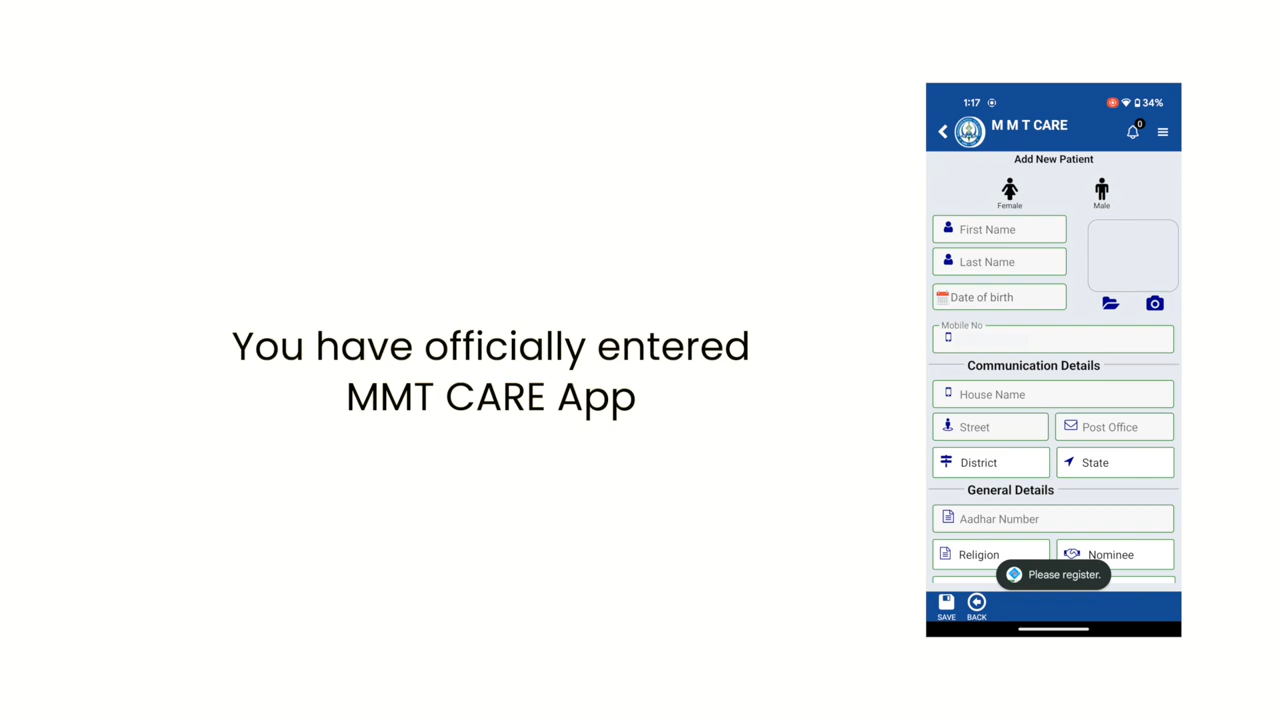 You have officially entered
MMT CARE App
1:17
34%
M M T CARE
0
Add New Patient
Female
Male
First Name
Last Name
Date of birth
Mobile No
Communication Details
House Name
Street
Post Office
District
State
General Details
Aadhar Number
Religion
Nominee
Please register.
SAVE
BACK